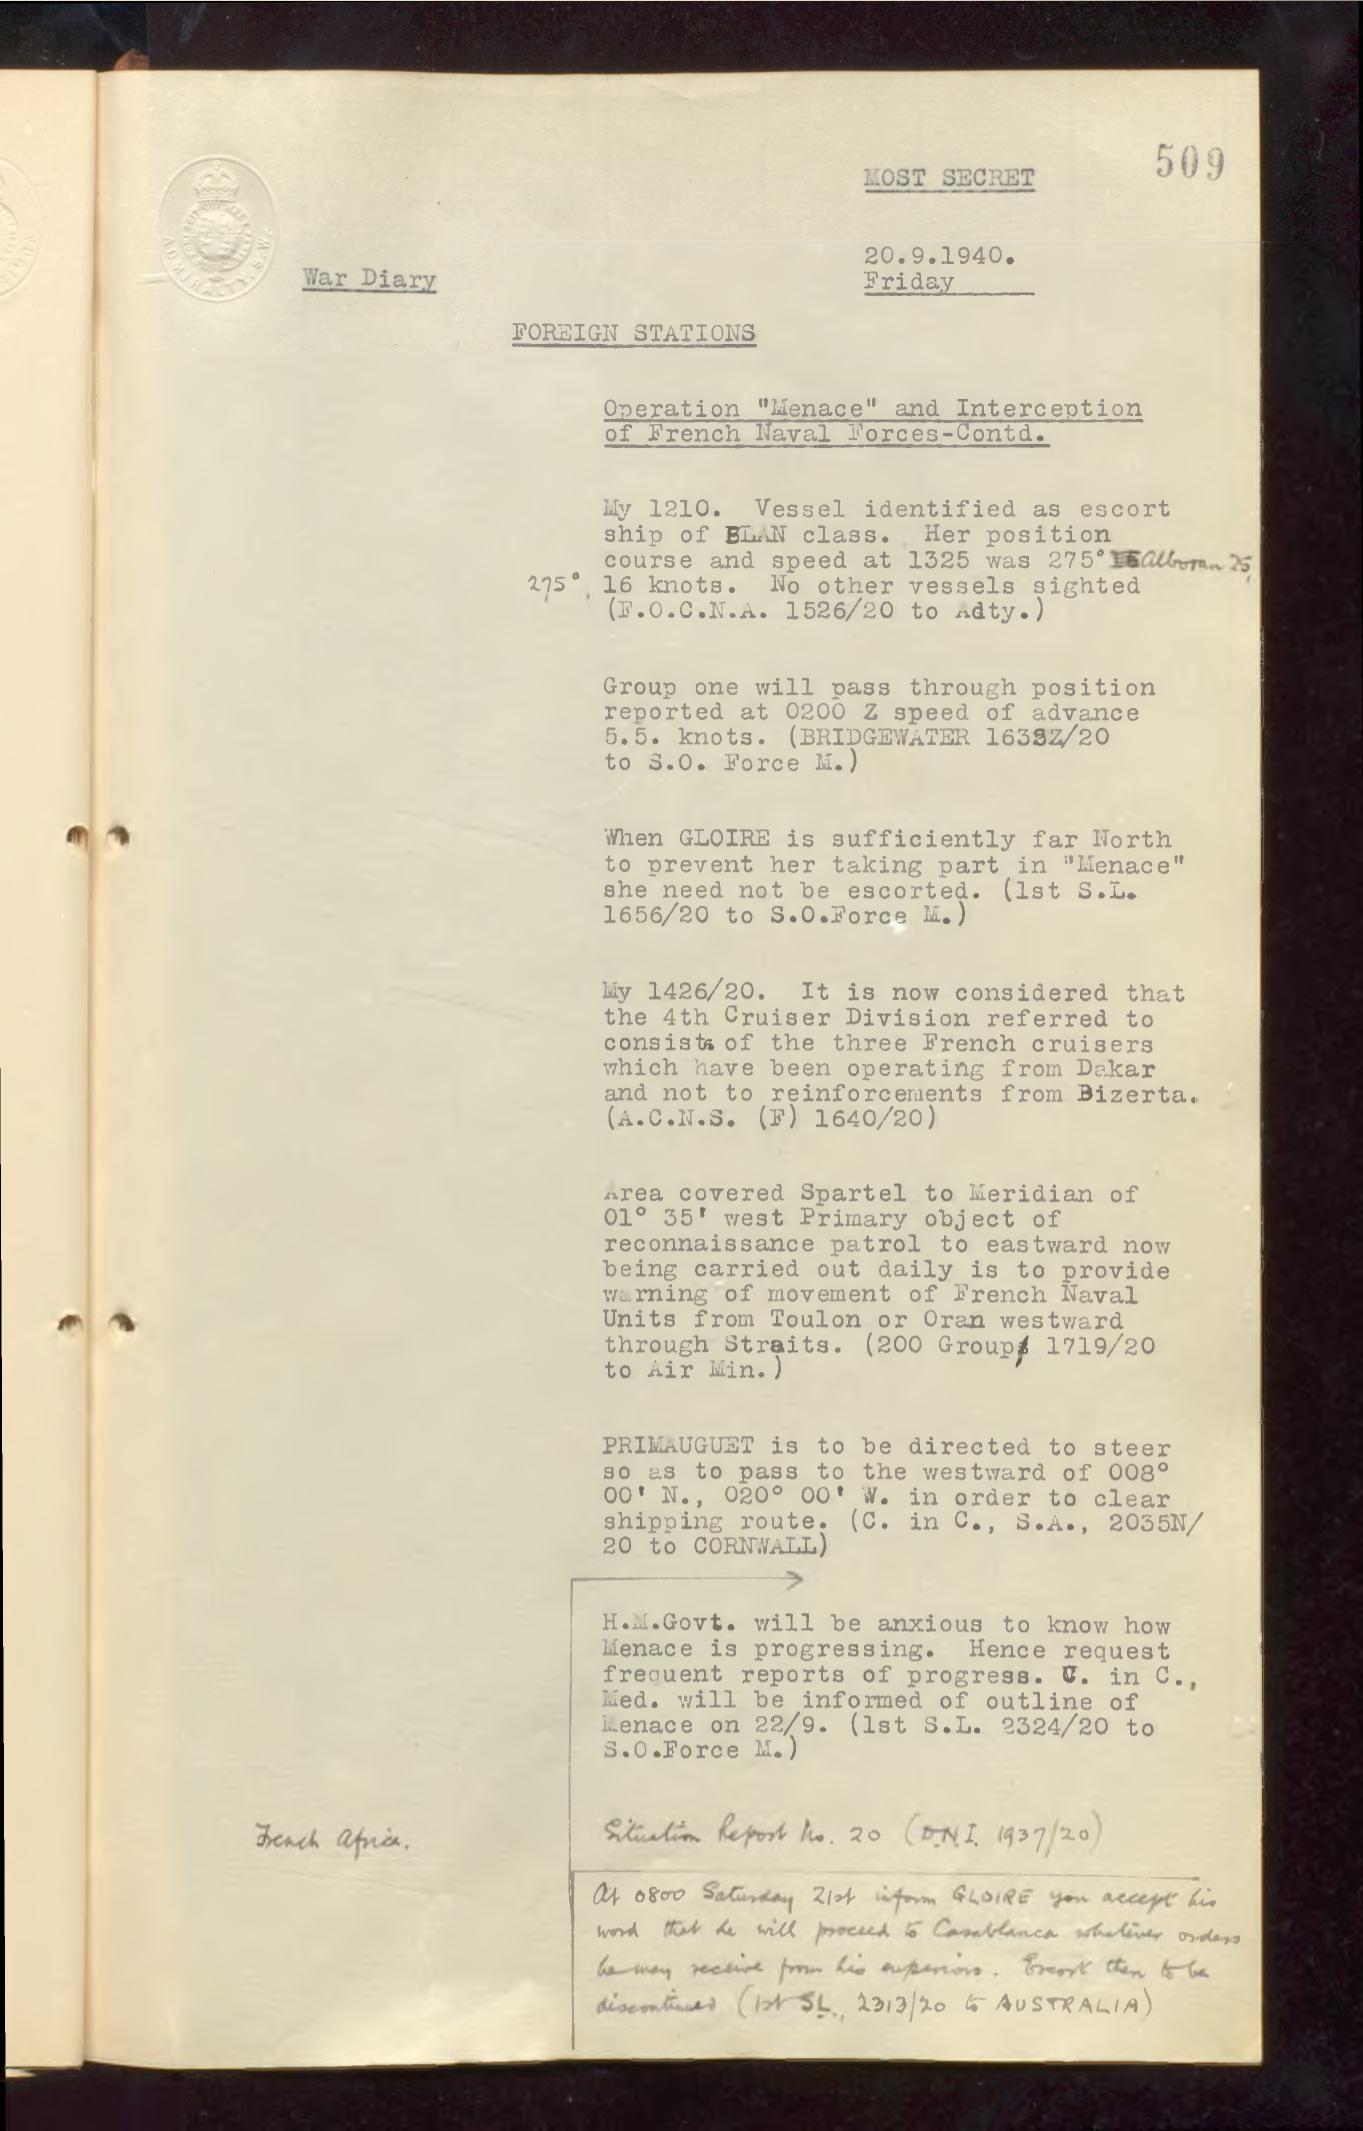 509
MOST SECRET
ADMIRALTY. S.W.
20.9.1940.
War Diary
Friday
FOREIGN STATIONS
Operation "Menace" and Interception
of French Naval Forces-Contd.
My 1210. Vessel identified as escort
ship of ELAN class. Her position
course and speed at 1325 was 275° Alboran 25,
275°, 16 knots. No other vessels sighted
(F.O.C.N.A. 1526/20 to Adty.)
Group one will pass through position
reported at 0200 Z speed of advance
5.5. knots. (BRIDGEWATER 1633Z/20
to S.O. Force M.)
When GLOIRE is sufficiently far North
to prevent her taking part in "Menace"
she need not be escorted. (1st S.L.
1656/20 to S.O.Force M.)
My 1426/20. It is now considered that
the 4th Cruiser Division referred to
consists of the three French cruisers
which have been operating from Dakar
and not to reinforcements from Bizerta.
(A.C.N.S. (F) 1640/20)
Area covered Spartel to Meridian of
01° 35' west Primary object of
reconnaissance patrol to eastward now
being carried out daily is to provide
warning of movement of French Naval
Units from Toulon or Oran westward
through Straits. (200 Group, 1719/20
to Air Min.)
PRIMAUGUET is to be directed to steer
so as to pass to the westward of 008°
00' N., 020° 00' W. in order to clear
shipping route. (C. in C., S.A., 2035N/
20 to CORNWALL)
H.M.Govt. will be anxious to know how
Menace is progressing. Hence request
frequent reports of progress. C. in C.,
Med. will be informed of outline of
Menace on 22/9. (1st S.L. 2324/20 to
S.O.Force M.)
French Africa. Situation Report No. 20 (D.N.I. 1937/20)
At 0800 Saturday 21st inform GLOIRE you accept his
word that he will proceed to Casablanca whatever orders
he may receive from his superiors. Escort then to be
discontinued (1st SL., 2313/20 to AUSTRALIA)